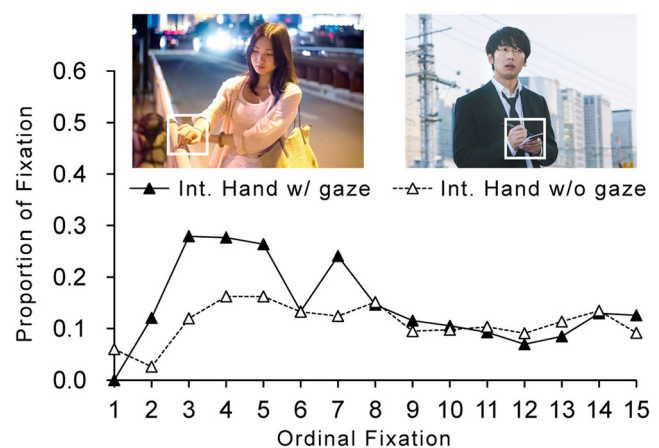 0.6
0.5
0.4
0.3
0.2
0.1
0.0
Proportion of Fixation
Int. Hand w/ gaze
Int. Hand w/o gaze
1 2 3 4 5 6 7 8 9 10 11 12 13 14 15
Ordinal Fixation